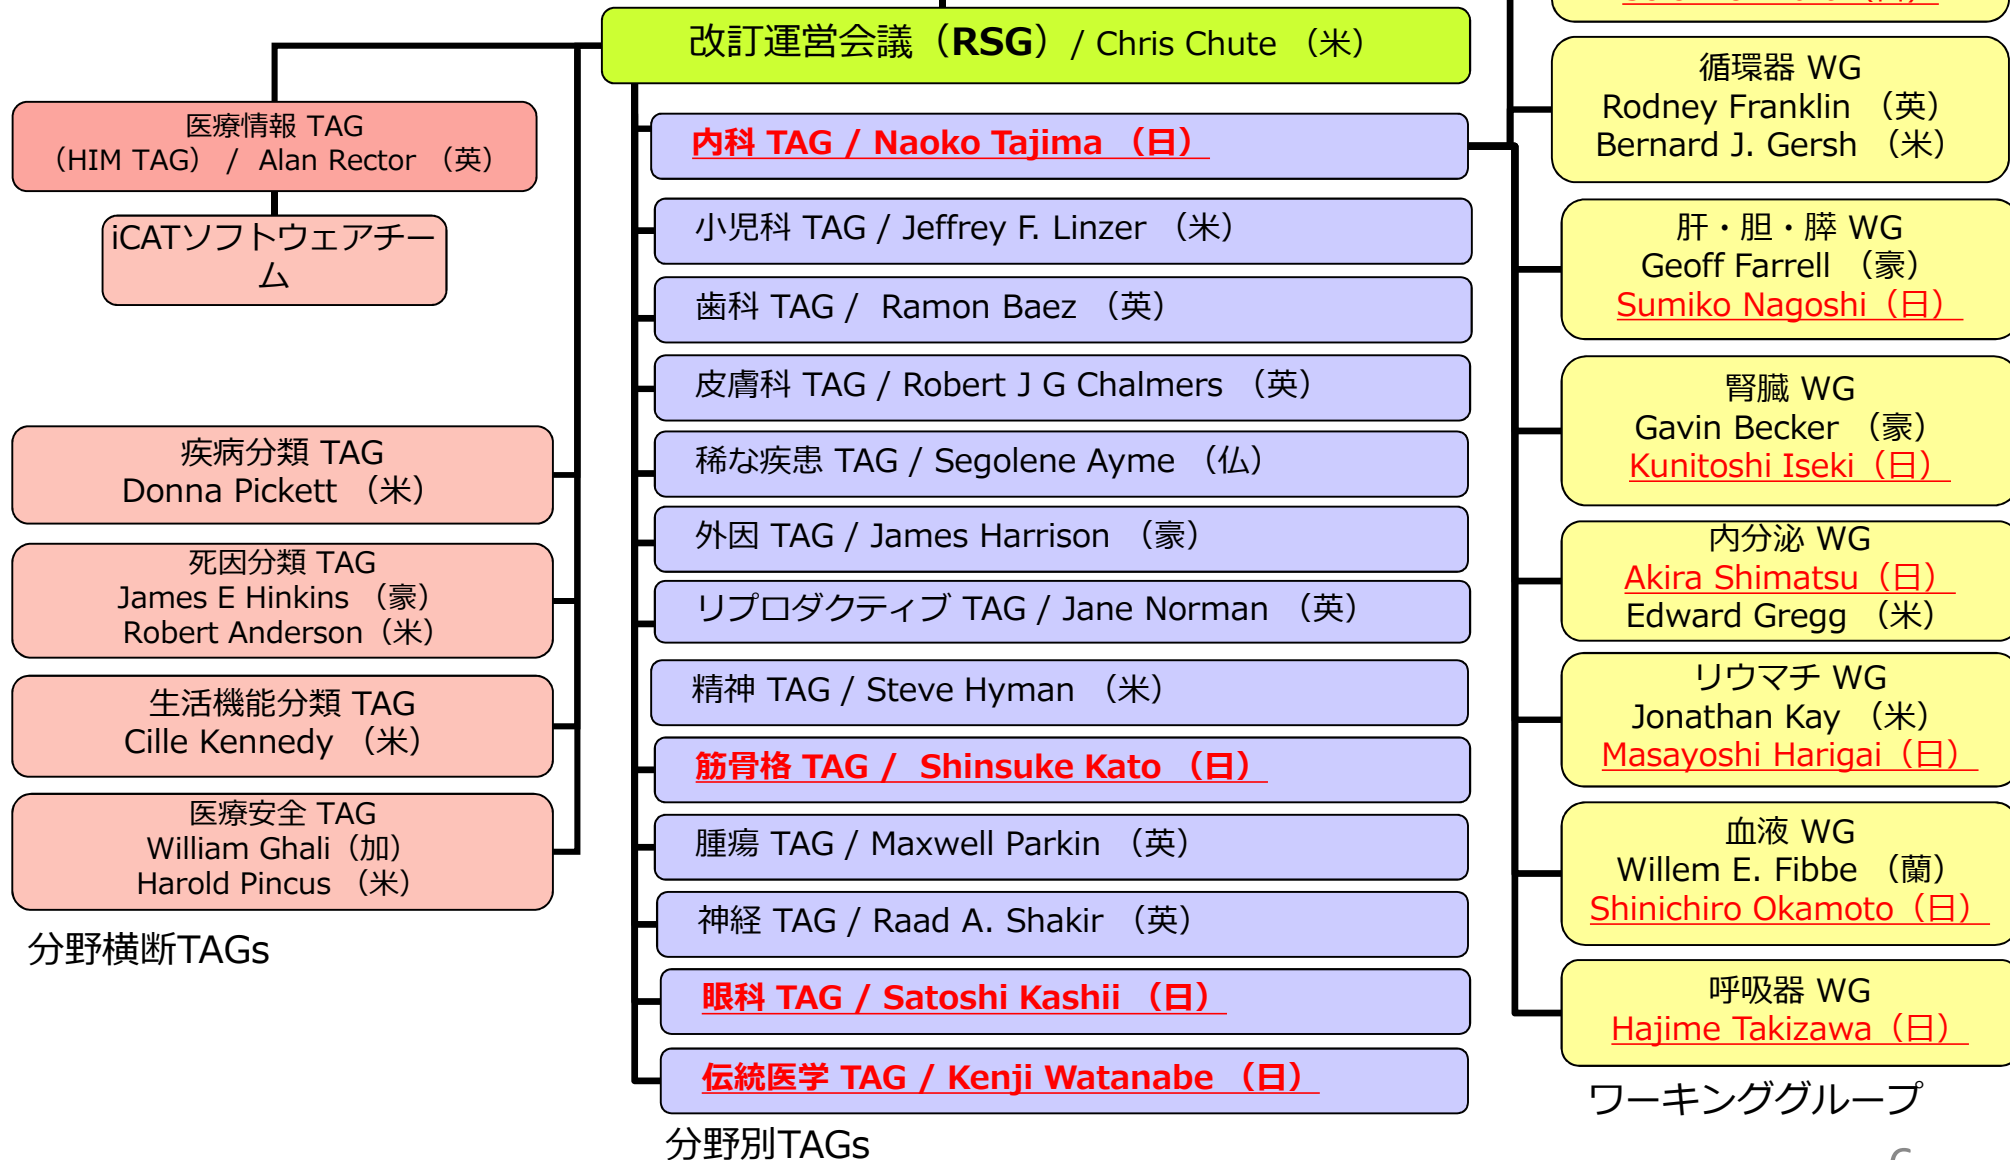 改訂運営会議（RSG）/ Chris Chute （米）
医療情報 TAG
（HIM TAG） / Alan Rector （英）
iCATソフトウェアチー
ム
疾病分類 TAG
Donna Pickett （米）
死因分類 TAG
James E Hinkins （豪）
Robert Anderson（米）
生活機能分類 TAG
Cille Kennedy （米）
医療安全 TAG
William Ghali（加）
Harold Pincus （米）
分野横断TAGs
内科 TAG / Naoko Tajima （日）
小児科 TAG / Jeffrey F. Linzer （米）
歯科 TAG / Ramon Baez （英）
皮膚科 TAG / Robert J G Chalmers （英）
稀な疾患 TAG / Segolene Ayme （仏）
外因 TAG / James Harrison （豪）
リプロダクティブ TAG / Jane Norman （英）
精神 TAG / Steve Hyman （米）
筋骨格 TAG / Shinsuke Kato （日）
腫瘍 TAG / Maxwell Parkin （英）
神経 TAG / Raad A. Shakir （英）
眼科 TAG / Satoshi Kashii （日）
伝統医学 TAG / Kenji Watanabe （日）
分野別TAGs
循環器 WG
Rodney Franklin （英）
Bernard J. Gersh （米）
肝・胆・膵 WG
Geoff Farrell （豪）
Sumiko Nagoshi（日）
腎臓 WG
Gavin Becker （豪）
Kunitoshi Iseki（日）
内分泌 WG
Akira Shimatsu（日）
Edward Gregg （米）
リウマチ WG
Jonathan Kay （米）
Masayoshi Harigai（日）
血液 WG
Willem E. Fibbe （蘭）
Shinichiro Okamoto（日）
呼吸器 WG
Hajime Takizawa（日）
ワーキンググループ